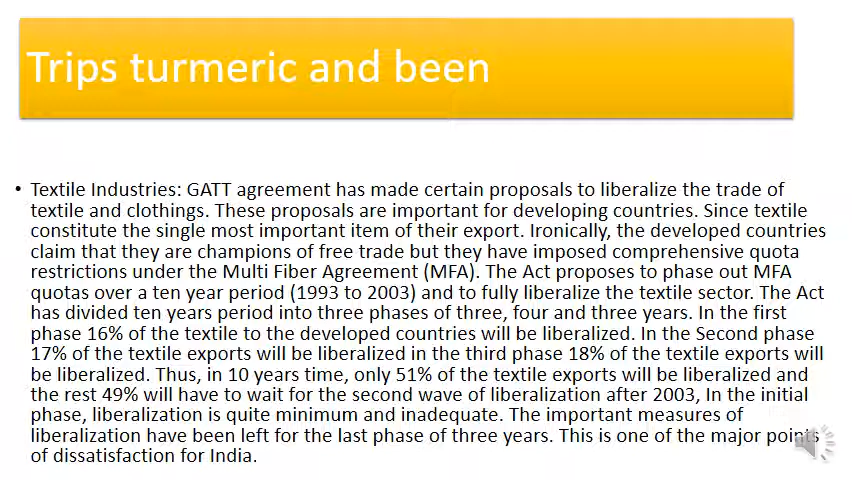 Trips turmeric and been
• Textile Industries: GATT agreement has made certain proposals to liberalize the trade of
textile and clothings. These proposals are important for developing countries. Since textile
constitute the single most important item of their export. Ironically, the developed countries
claim that they are champions of free trade but they have imposed comprehensive quota
restrictions under the Multi Fiber Agreement (MFA). The Act proposes to phase out MFA
quotas over a ten year period (1993 to 2003) and to fully liberalize the textile sector. The Act
has divided ten years period into three phases of three, four and three years. In the first
phase 16% of the textile to the developed countries will be liberalized. In the Second phase
17% of the textile exports will be liberalized in the third phase 18% of the textile exports will
be liberalized. Thus, in 10 years time, only 51% of the textile exports will be liberalized and
the rest 49% will have to wait for the second wave of liberalization after 2003, In the initial
phase, liberalization is quite minimum and inadequate. The important measures of
liberalization have been left for the last phase of three years. This is one of the major points
of dissatisfaction for India.